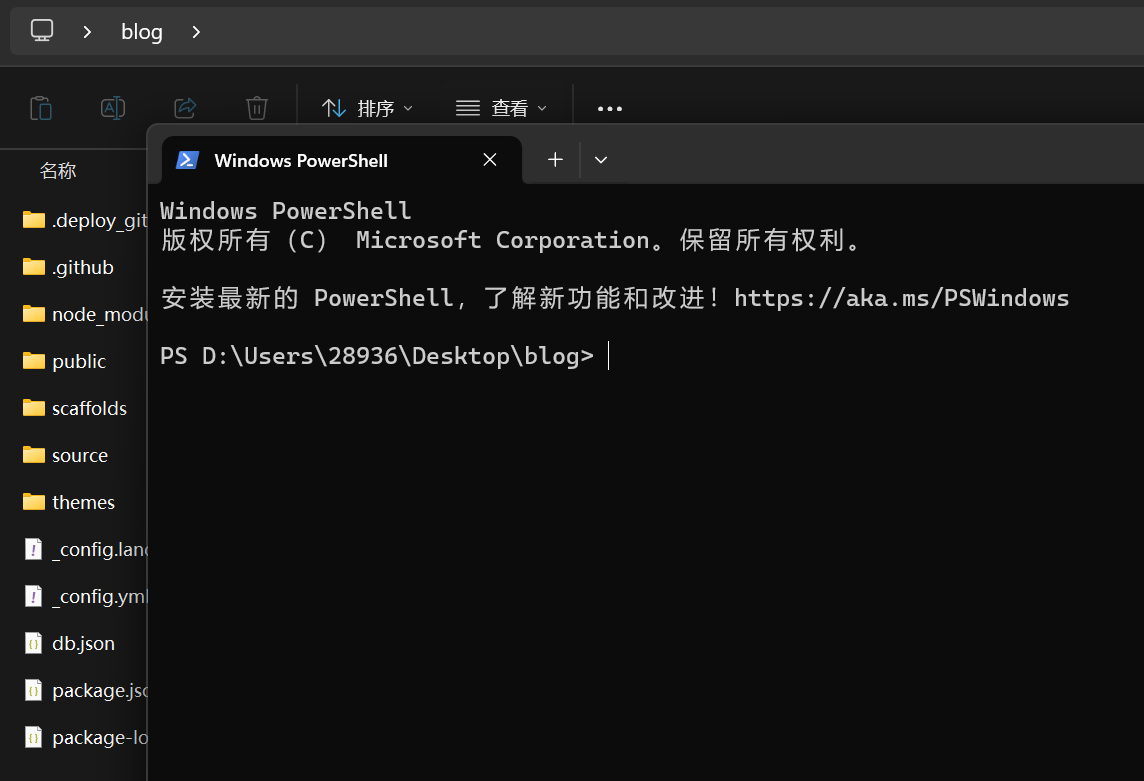 blog
排序
查看
名称
.deploy_git
.github
node_modu
public
scaffolds
source
themes
_config.land
_config.yml
db.json
package.jso
package-lo
Windows PowerShell
Windows PowerShell
版权所有（C） Microsoft Corporation。保留所有权利。
安装最新的 PowerShell，了解新功能和改进！https://aka.ms/PSWindows
PS D:\Users\28936\Desktop\blog>